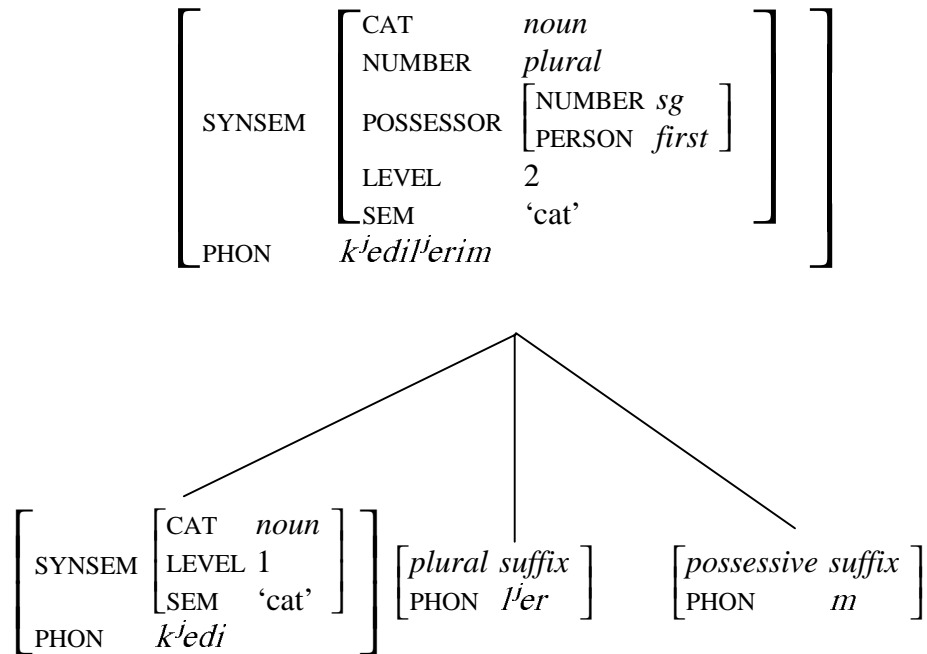 CAT noun
NUMBER plural
SYNSEM POSSESSOR NUMBER sg
PERSON first
LEVEL 2
SEM ‘cat’
PHON kʲedilʲerim
CAT noun
SYNSEM LEVEL 1
SEM ‘cat’
PHON kʲedi
plural suffix
PHON lʲer
possessive suffix
PHON m